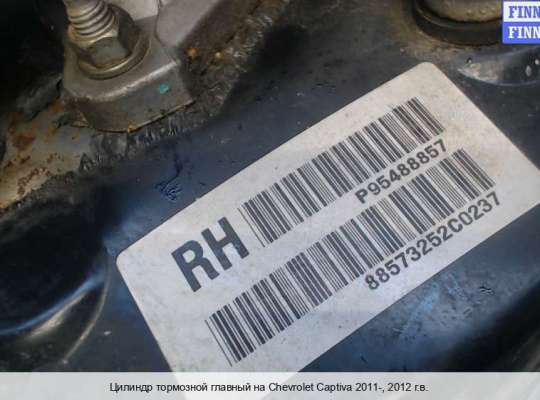 FINN
FINN
RH
P95488857
88573252C0237
Цилиндр тормозной главный на Chevrolet Captiva 2011-, 2012 г.в.